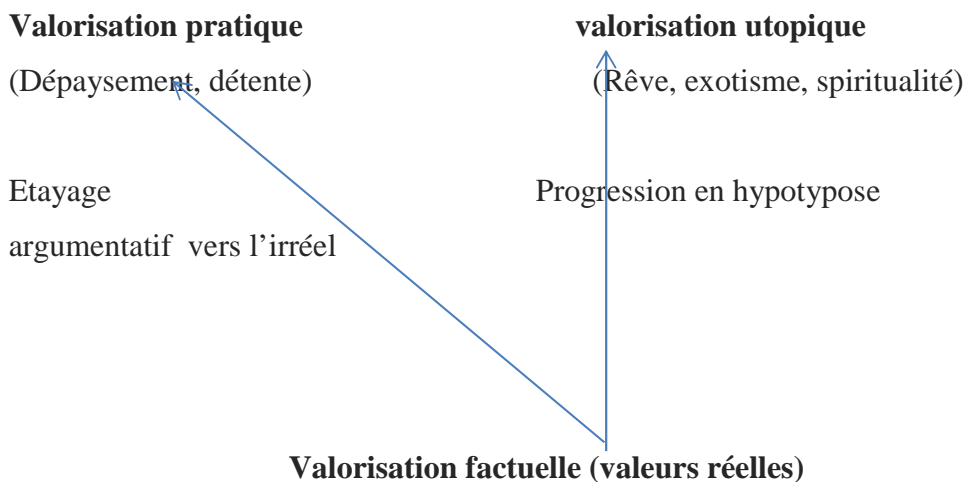 Valorisation pratique valorisation utopique
(Dépaysement, détente) (Rêve, exotisme, spiritualité)
Etayage Progression en hypotypose
argumentatif vers l'irréel
Valorisation factuelle (valeurs réelles)